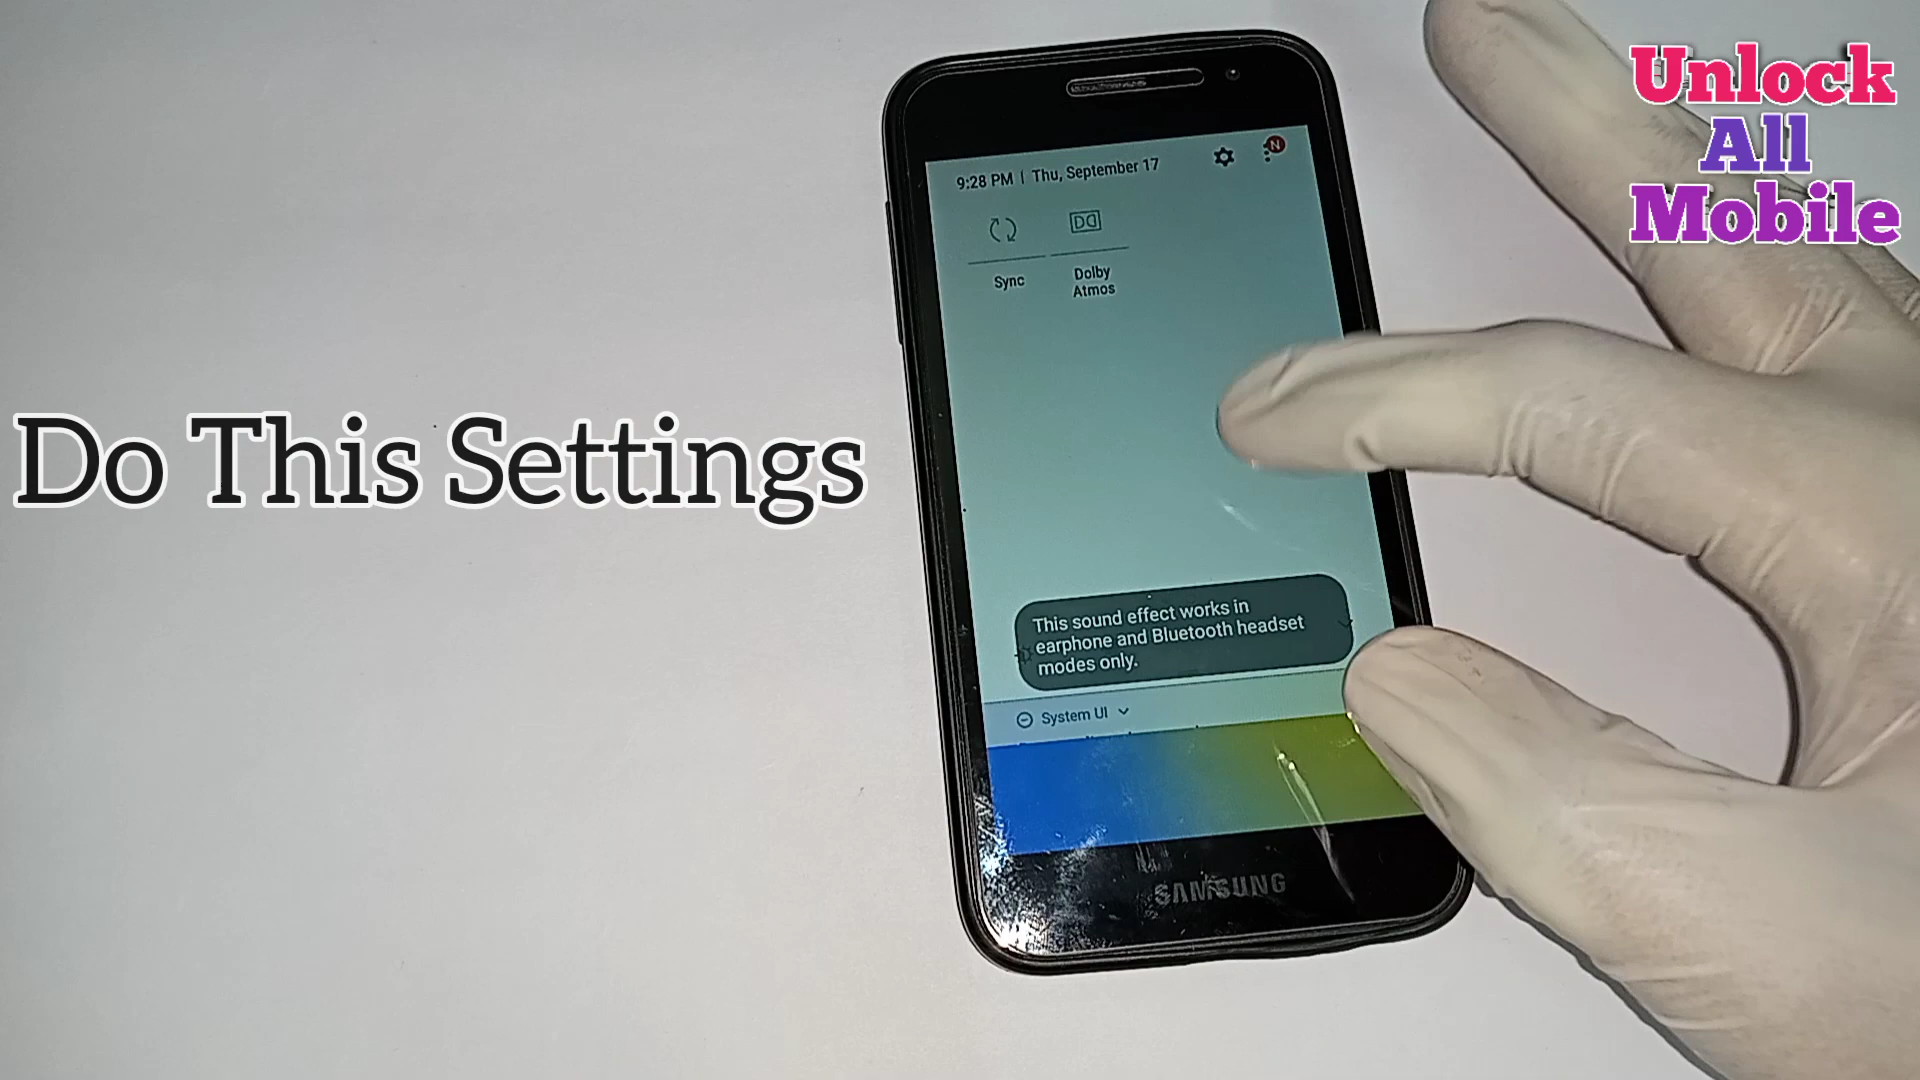 Unlock
All
Mobile
9:28 PM | Thu, September 17
N
Sync
Dolby
Atmos
Do This Settings
This sound effect works in
earphone and Bluetooth headset
modes only.
System UI
SAMSUNG